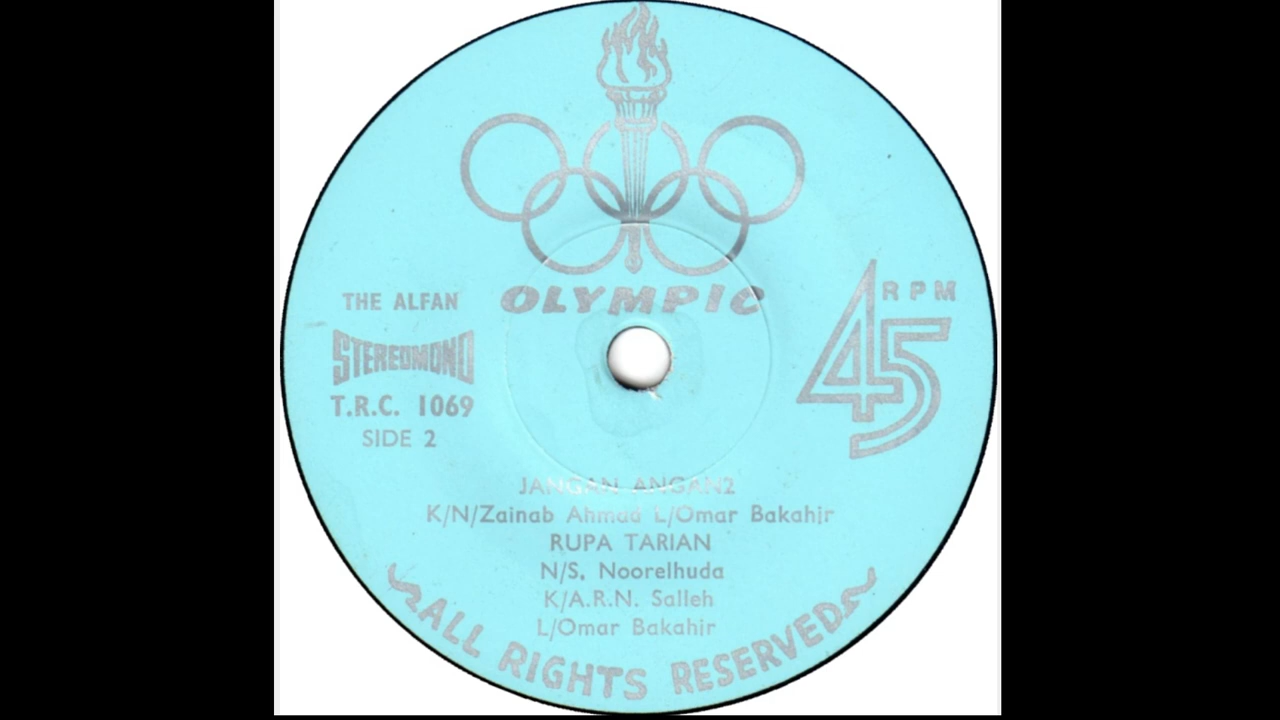 OLYMPIC
THE ALFAN
STEREOMONO
T.R.C. 1069
SIDE 2
45 RPM
JANGAN ANGAN2
K/N/Zainab Ahmad L/Omar Bakahir
RUPA TARIAN
N/S. Noorelhuda
K/A.R.N. Salleh
L/Omar Bakahir
ALL RIGHTS RESERVED